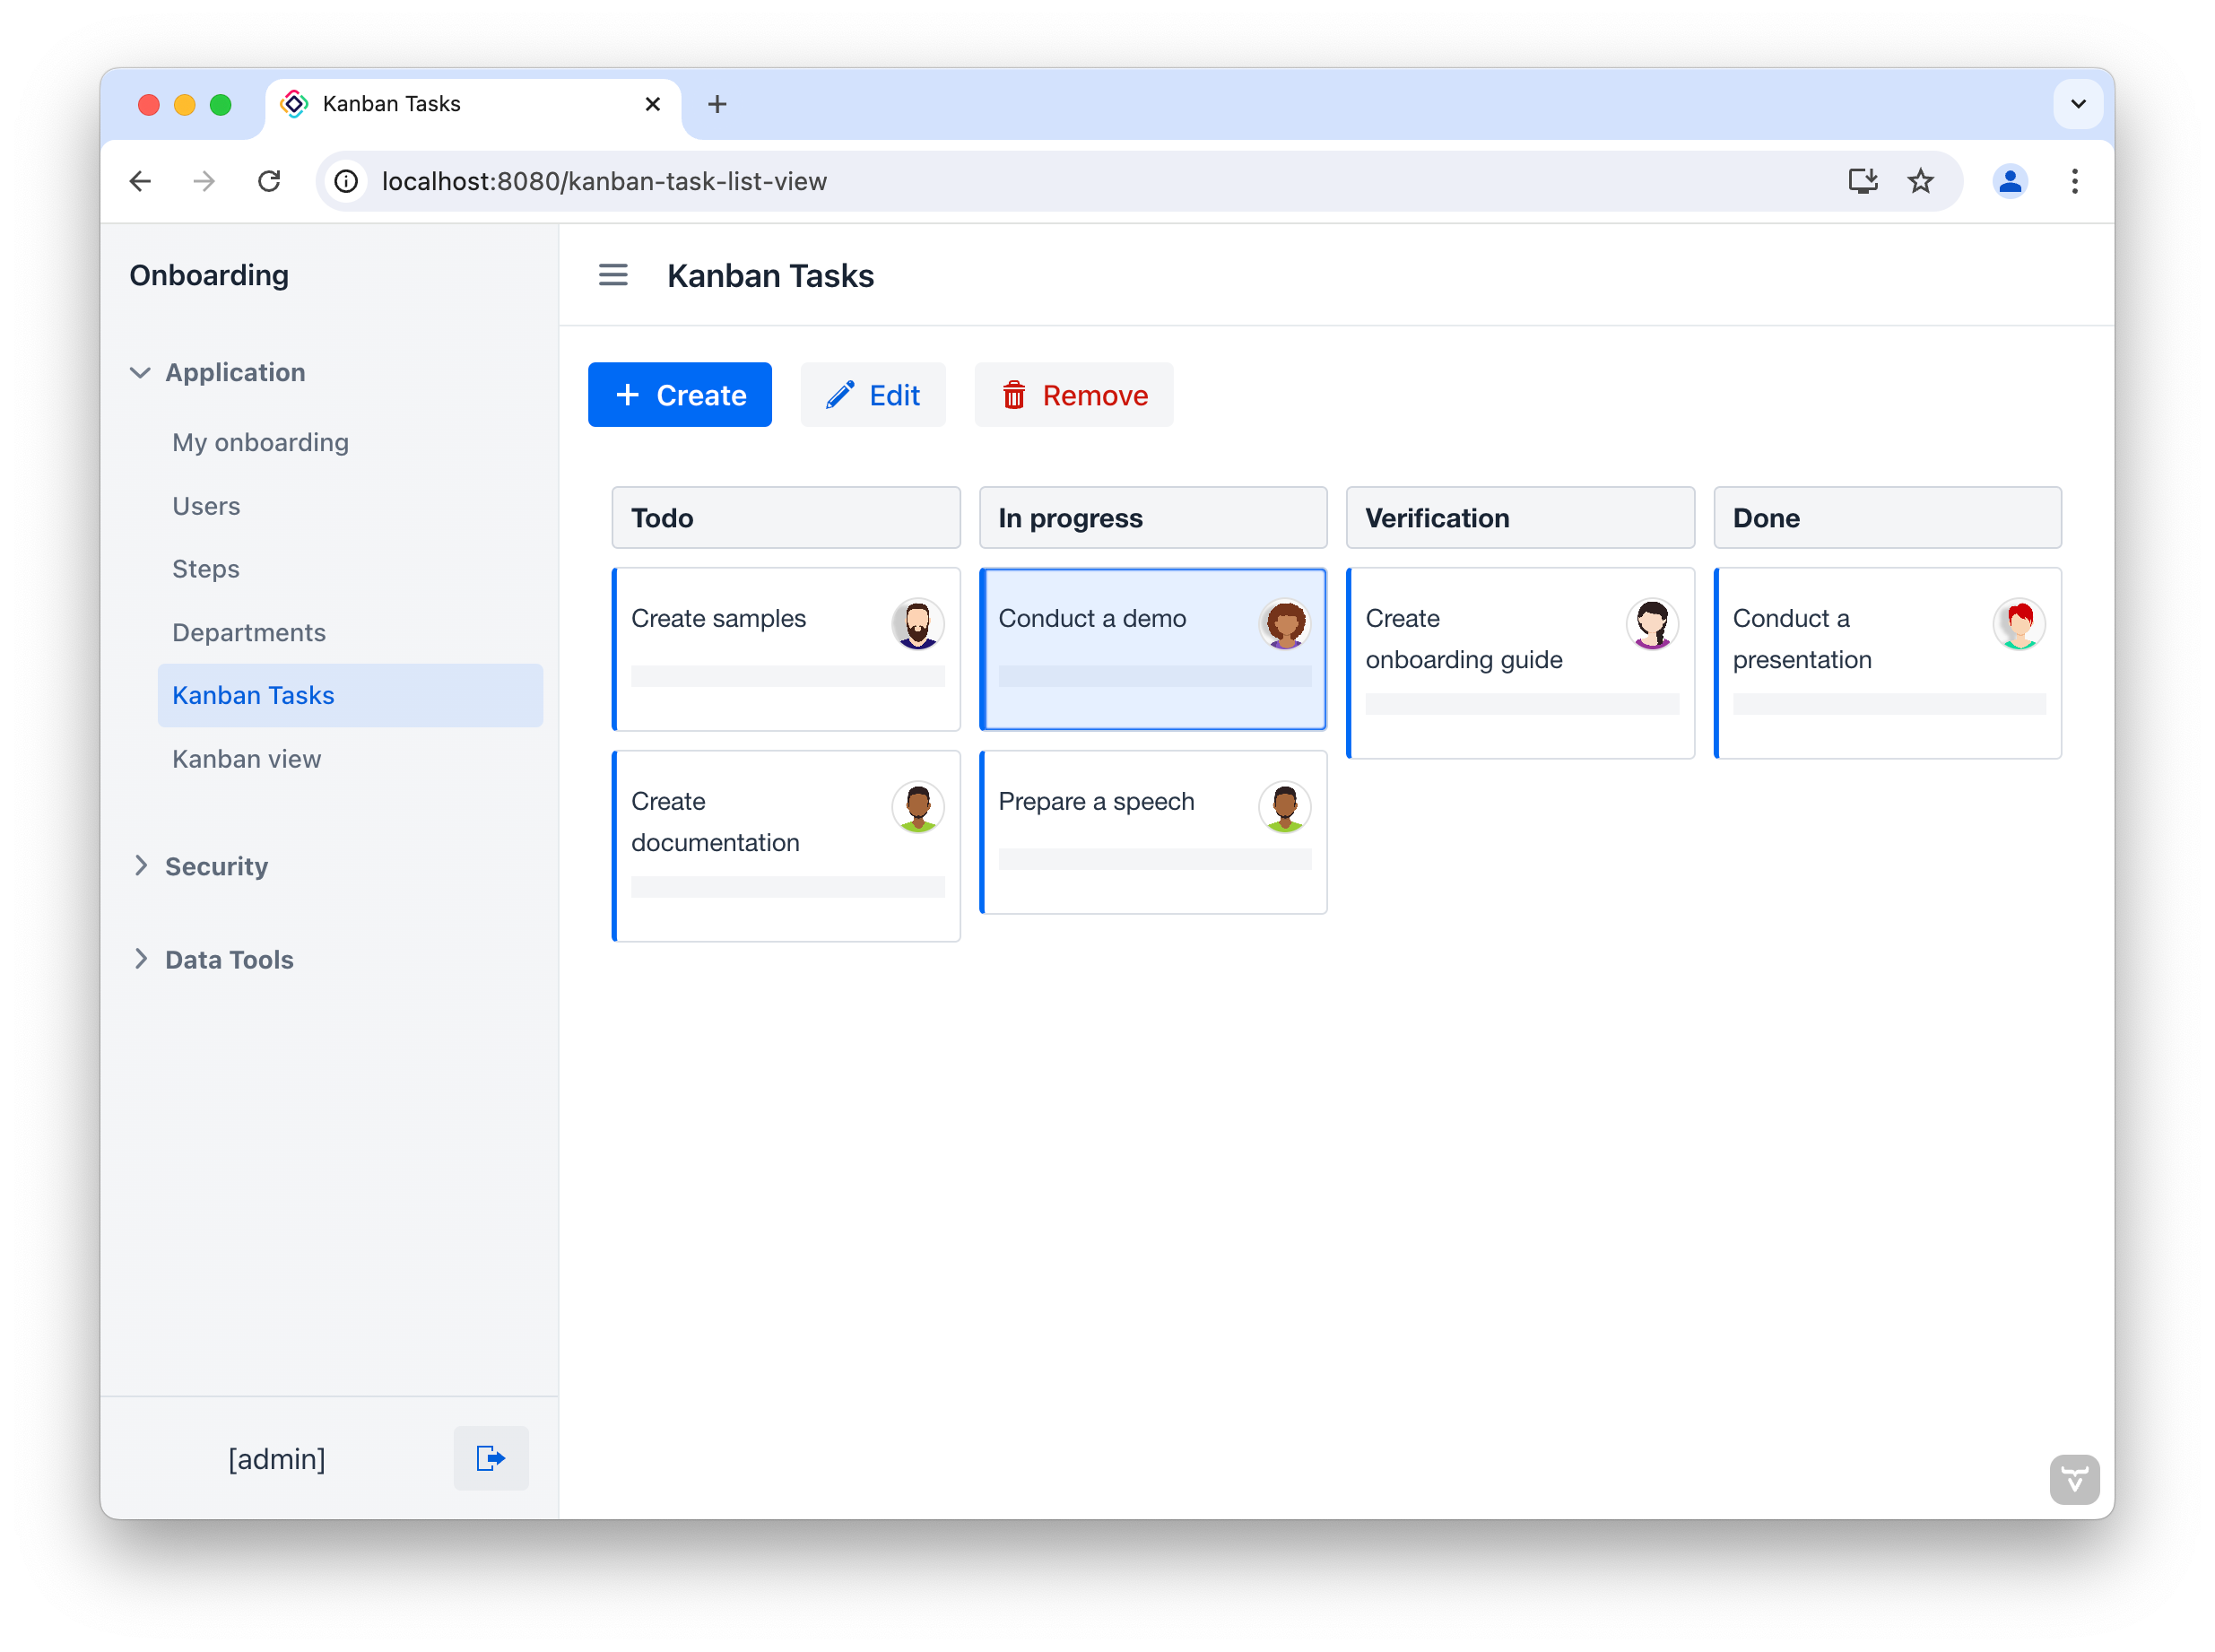 Kanban Tasks
localhost:8080/kanban-task-list-view
Onboarding
Application
My onboarding
Users
Steps
Departments
Kanban Tasks
Kanban view
Security
Data Tools
[admin]
Kanban Tasks
Create
Edit
Remove
Todo
Create samples
Create
documentation
In progress
Conduct a demo
Prepare a speech
Verification
Create
onboarding guide
Done
Conduct a
presentation